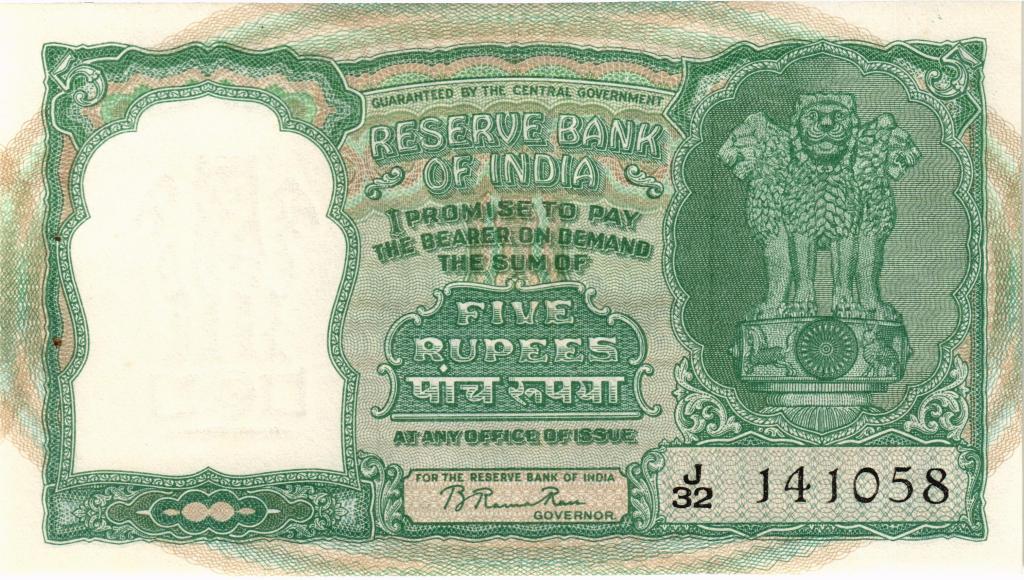 5 5
GUARANTEED BY THE CENTRAL GOVERNMENT
RESERVE BANK
OF INDIA
I PROMISE TO PAY
THE BEARER ON DEMAND
THE SUM OF
FIVE
RUPEES
पांच रुपया
AT ANY OFFICE OF ISSUE
FOR THE RESERVE BANK OF INDIA
B Rama Rau
GOVERNOR.
J/32 141058